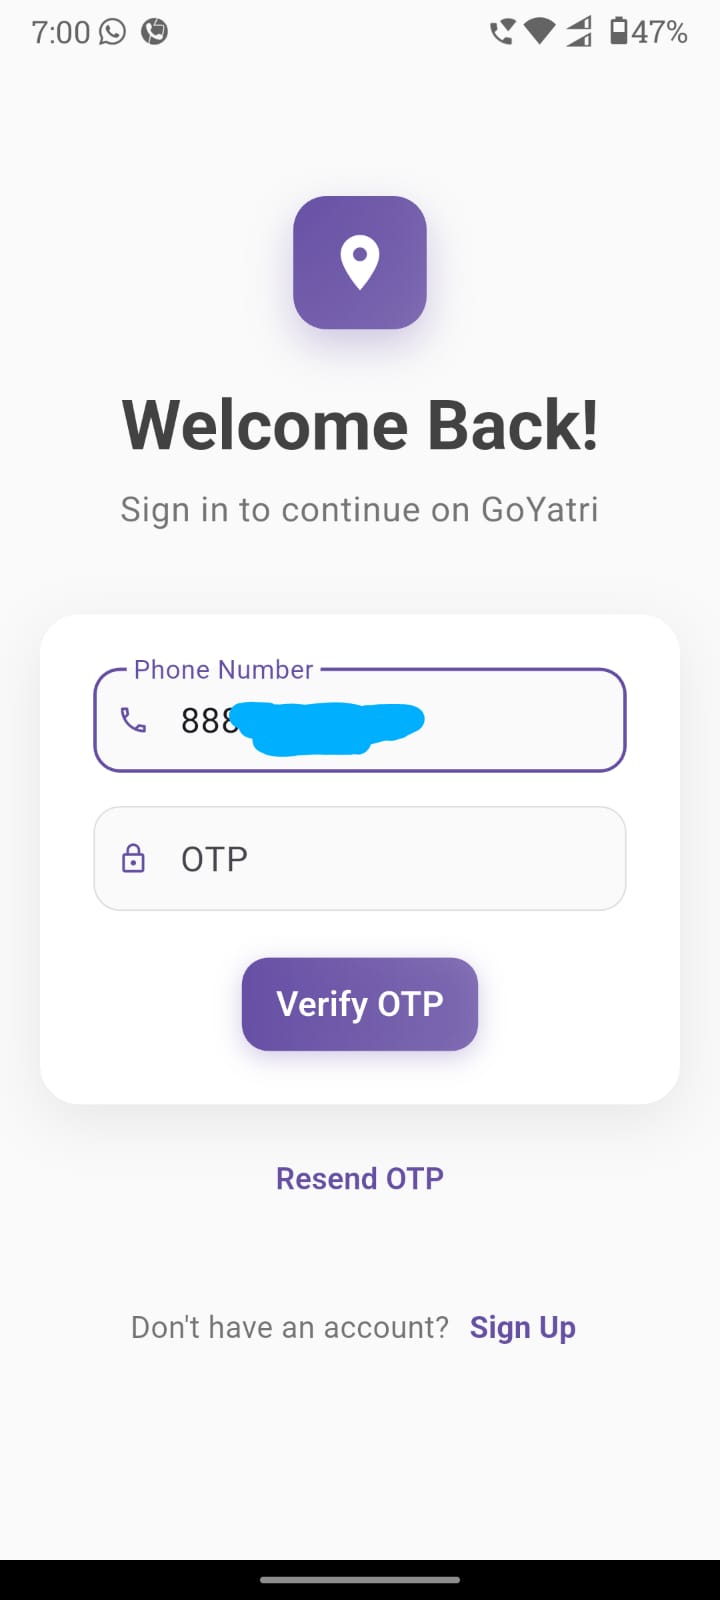 7:00 47%
Welcome Back!
Sign in to continue on GoYatri
Phone Number
888
OTP
Verify OTP
Resend OTP
Don't have an account? Sign Up